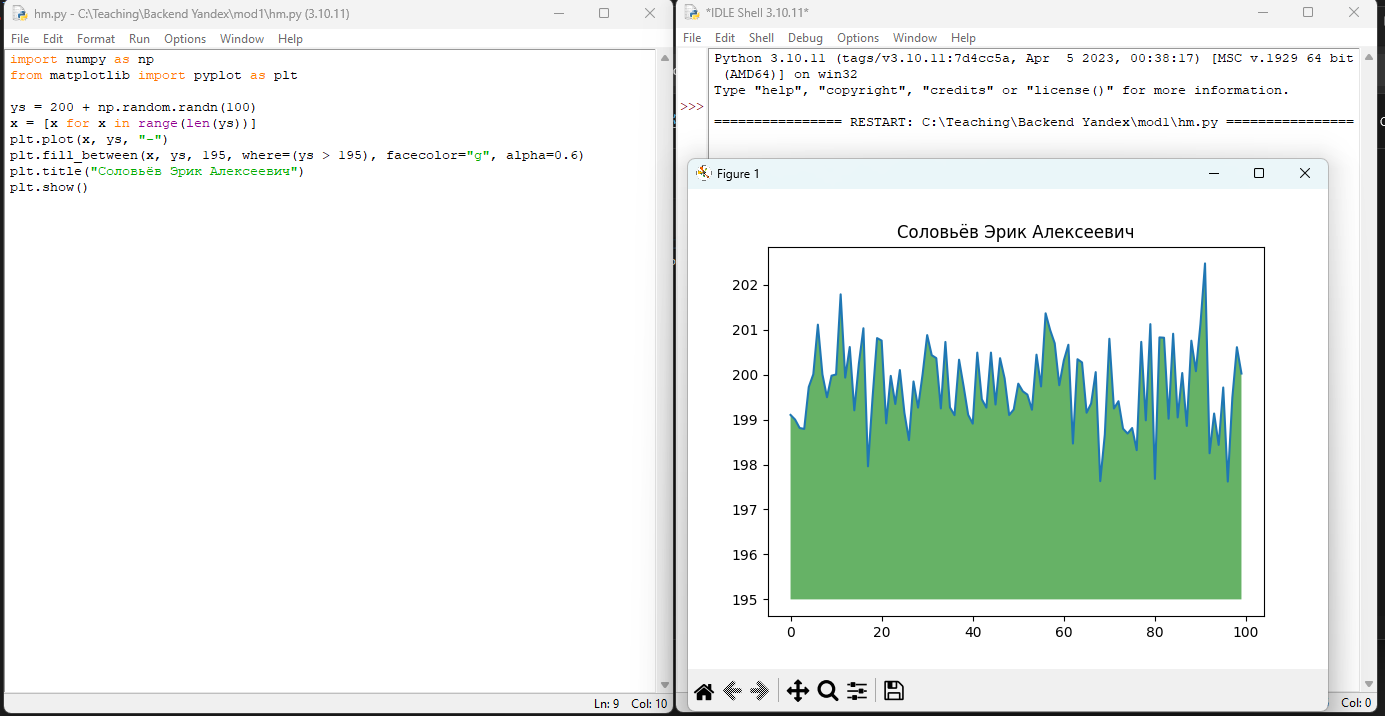 hm.py - C:\Teaching\Backend Yandex\mod1\hm.py (3.10.11)
File Edit Format Run Options Window Help
import numpy as np
from matplotlib import pyplot as plt
ys = 200 + np.random.randn(100)
x = [x for x in range(len(ys))]
plt.plot(x, ys, "-")
plt.fill_between(x, ys, 195, where=(ys > 195), facecolor="g", alpha=0.6)
plt.title("Соловьёв Эрик Алексеевич")
plt.show()
Ln: 9 Col: 10
*IDLE Shell 3.10.11*
File Edit Shell Debug Options Window Help
Python 3.10.11 (tags/v3.10.11:7d4cc5a, Apr  5 2023, 00:38:17) [MSC v.1929 64 bit
(AMD64)] on win32
Type "help", "copyright", "credits" or "license()" for more information.
>>>
================ RESTART: C:\Teaching\Backend Yandex\mod1\hm.py ================
Figure 1
Соловьёв Эрик Алексеевич
202
201
200
199
198
197
196
195
0 20 40 60 80 100
Col: 0